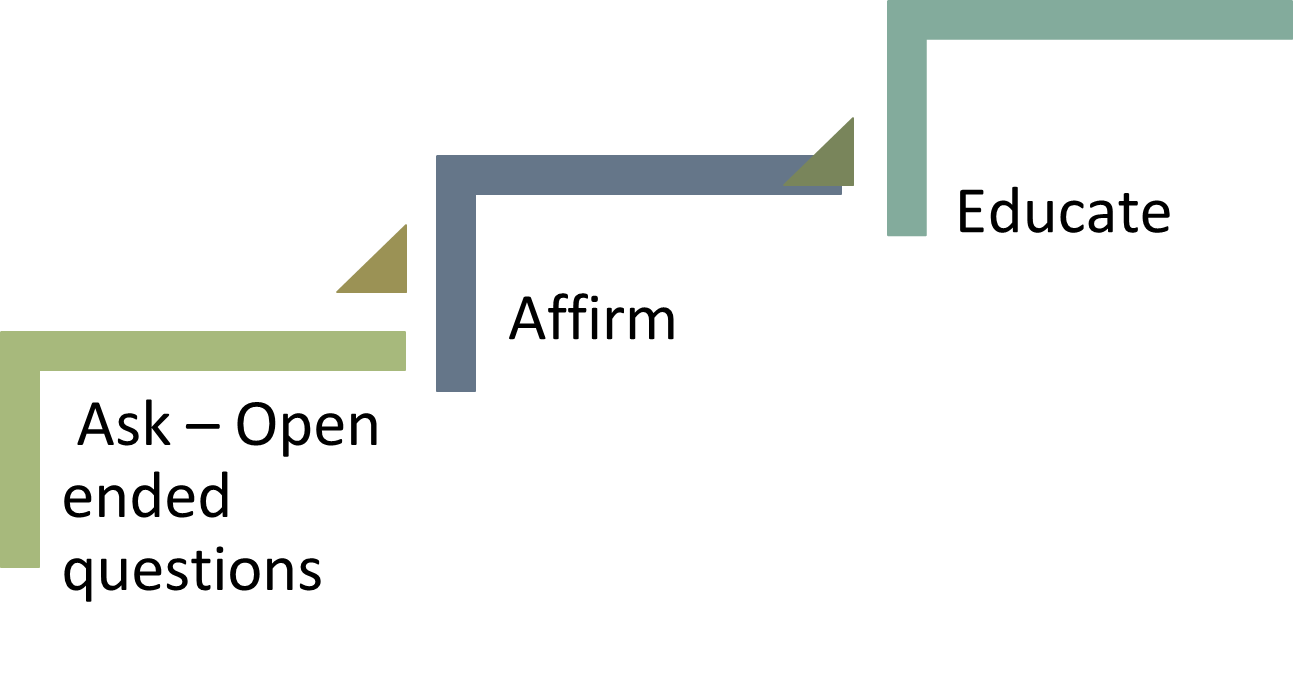 Ask – Open
ended
questions
Affirm
Educate